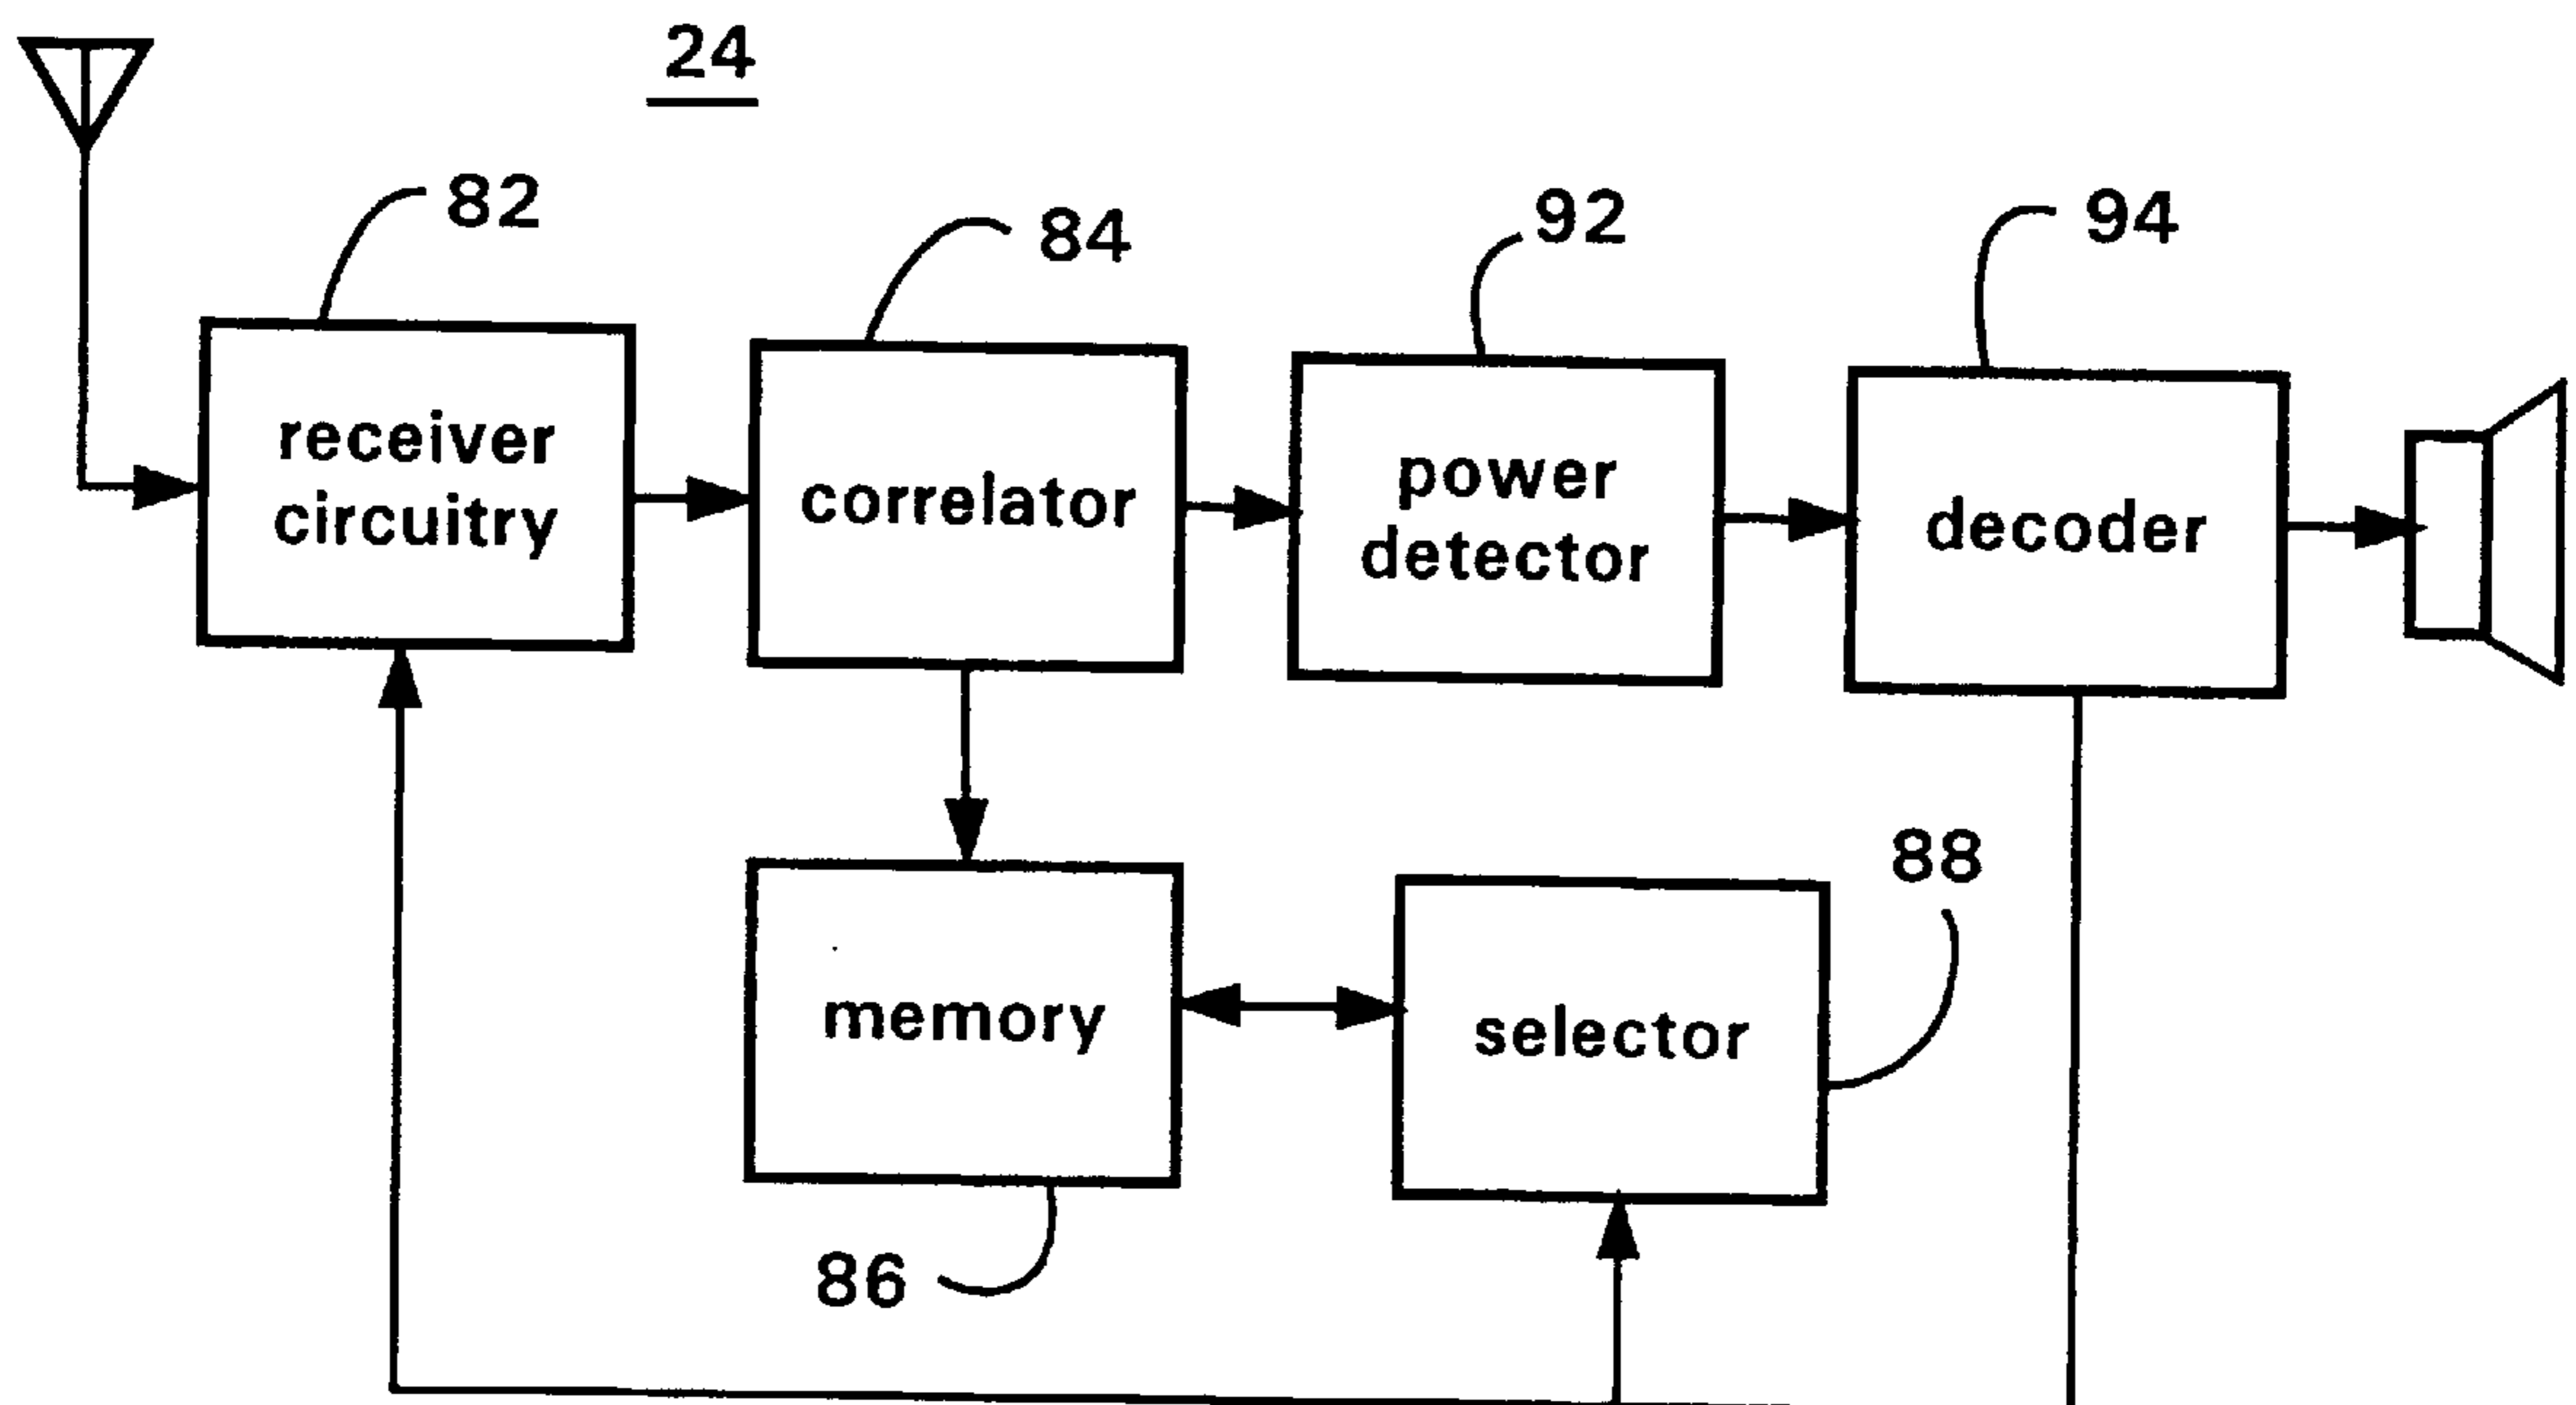 24
82
84
92
94
receiver
circuitry
correlator
power
detector
decoder
memory
selector
88
86